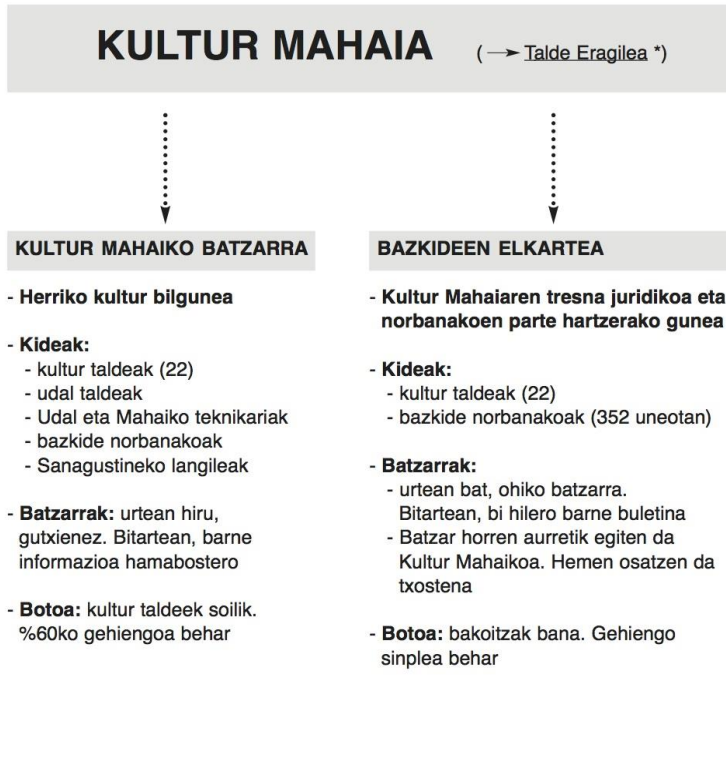 KULTUR MAHAIA ( → Talde Eragilea *)
KULTUR MAHAIKO BATZARRA
- Herriko kultur bilgunea
- Kideak:
- kultur taldeak (22)
- udal taldeak
- Udal eta Mahaiko teknikariak
- bazkide norbanakoak
- Sanagustineko langileak
- Batzarrak: urtean hiru,
gutxienez. Bitartean, barne
informazioa hamabostero
- Botoa: kultur taldeek soilik.
%60ko gehiengoa behar
BAZKIDEEN ELKARTEA
- Kultur Mahaiaren tresna juridikoa eta
norbanakoen parte hartzerako gunea
- Kideak:
- kultur taldeak (22)
- bazkide norbanakoak (352 uneotan)
- Batzarrak:
- urtean bat, ohiko batzarra.
Bitartean, bi hilero barne buletina
- Batzar horren aurretik egiten da
Kultur Mahaikoa. Hemen osatzen da
txostena
- Botoa: bakoitzak bana. Gehiengo
sinplea behar